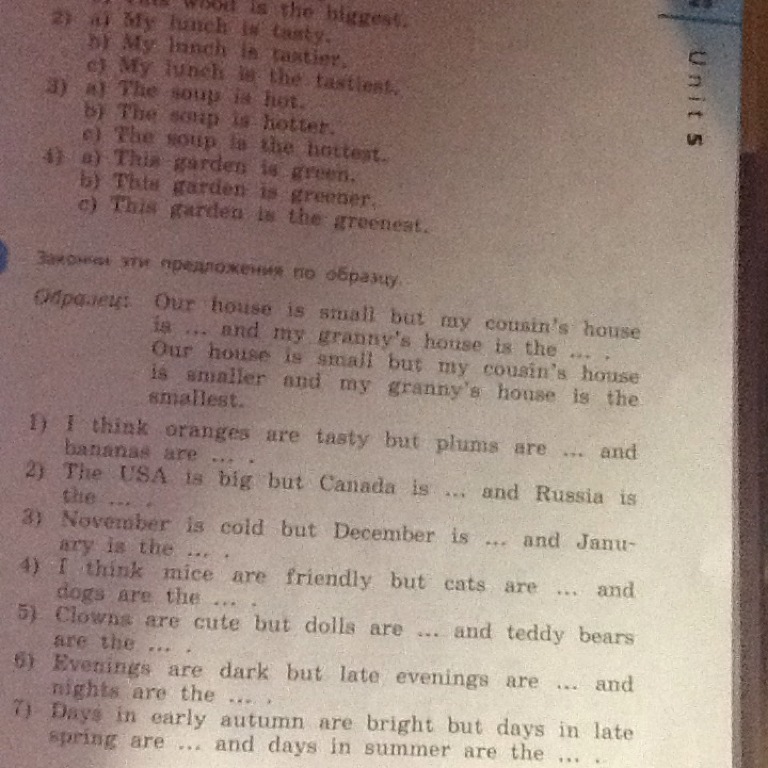 This wood is the biggest.
2) a) My lunch is tasty.
b) My lunch is tastier.
c) My lunch is the tastiest.
3) a) The soup is hot.
b) The soup is hotter.
c) The soup is the hottest.
4) a) This garden is green.
b) This garden is greener.
c) This garden is the greenest.
Unit 5
Закончи эти предложения по образцу.
Образец: Our house is small but my cousin's house
is ... and my granny's house is the ... .
Our house is small but my cousin's house
is smaller and my granny's house is the
smallest.
1) I think oranges are tasty but plums are ... and
bananas are ... .
2) The USA is big but Canada is ... and Russia is
the ... .
3) November is cold but December is ... and Janu-
ary is the ... .
4) I think mice are friendly but cats are ... and
dogs are the ... .
5) Clowns are cute but dolls are ... and teddy bears
are the ... .
6) Evenings are dark but late evenings are ... and
nights are the ... .
7) Days in early autumn are bright but days in late
spring are ... and days in summer are the ... .